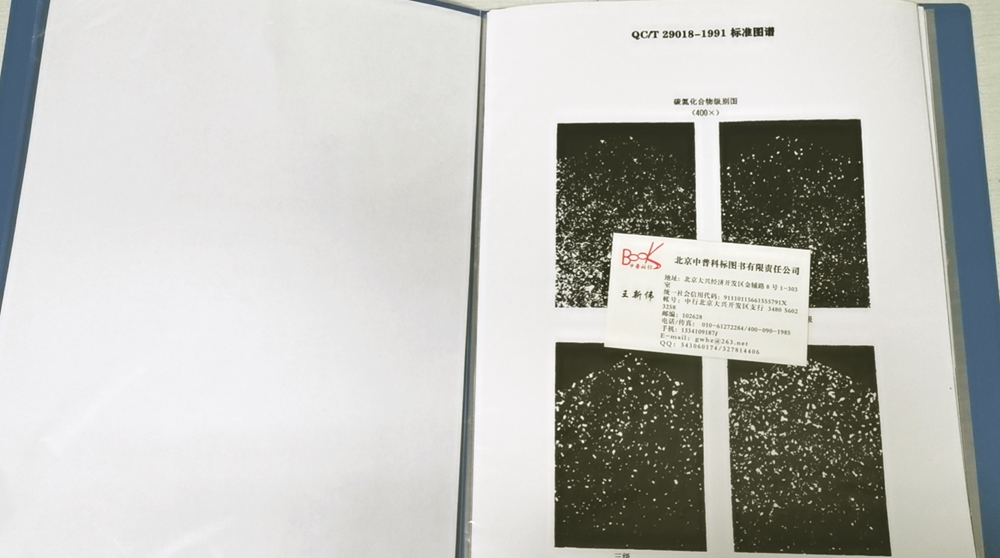 QC/T 29018-1991 标准图谱
碳氮化合物级别图
(400×)
BooK
北京中普科标图书有限责任公司
王新伟
地址: 北京大兴经济开发区金辅路8号1-303
室
统一社会信用代码: 91110115661555791X
帐号: 中行北京大兴开发区支行 3480 5602
3258
邮编: 102628
电话/传真: 010-61272284/400-090-1985
手机:
E-mail: gwbz@263.net
QQ: 343060174/327814406
级
三级